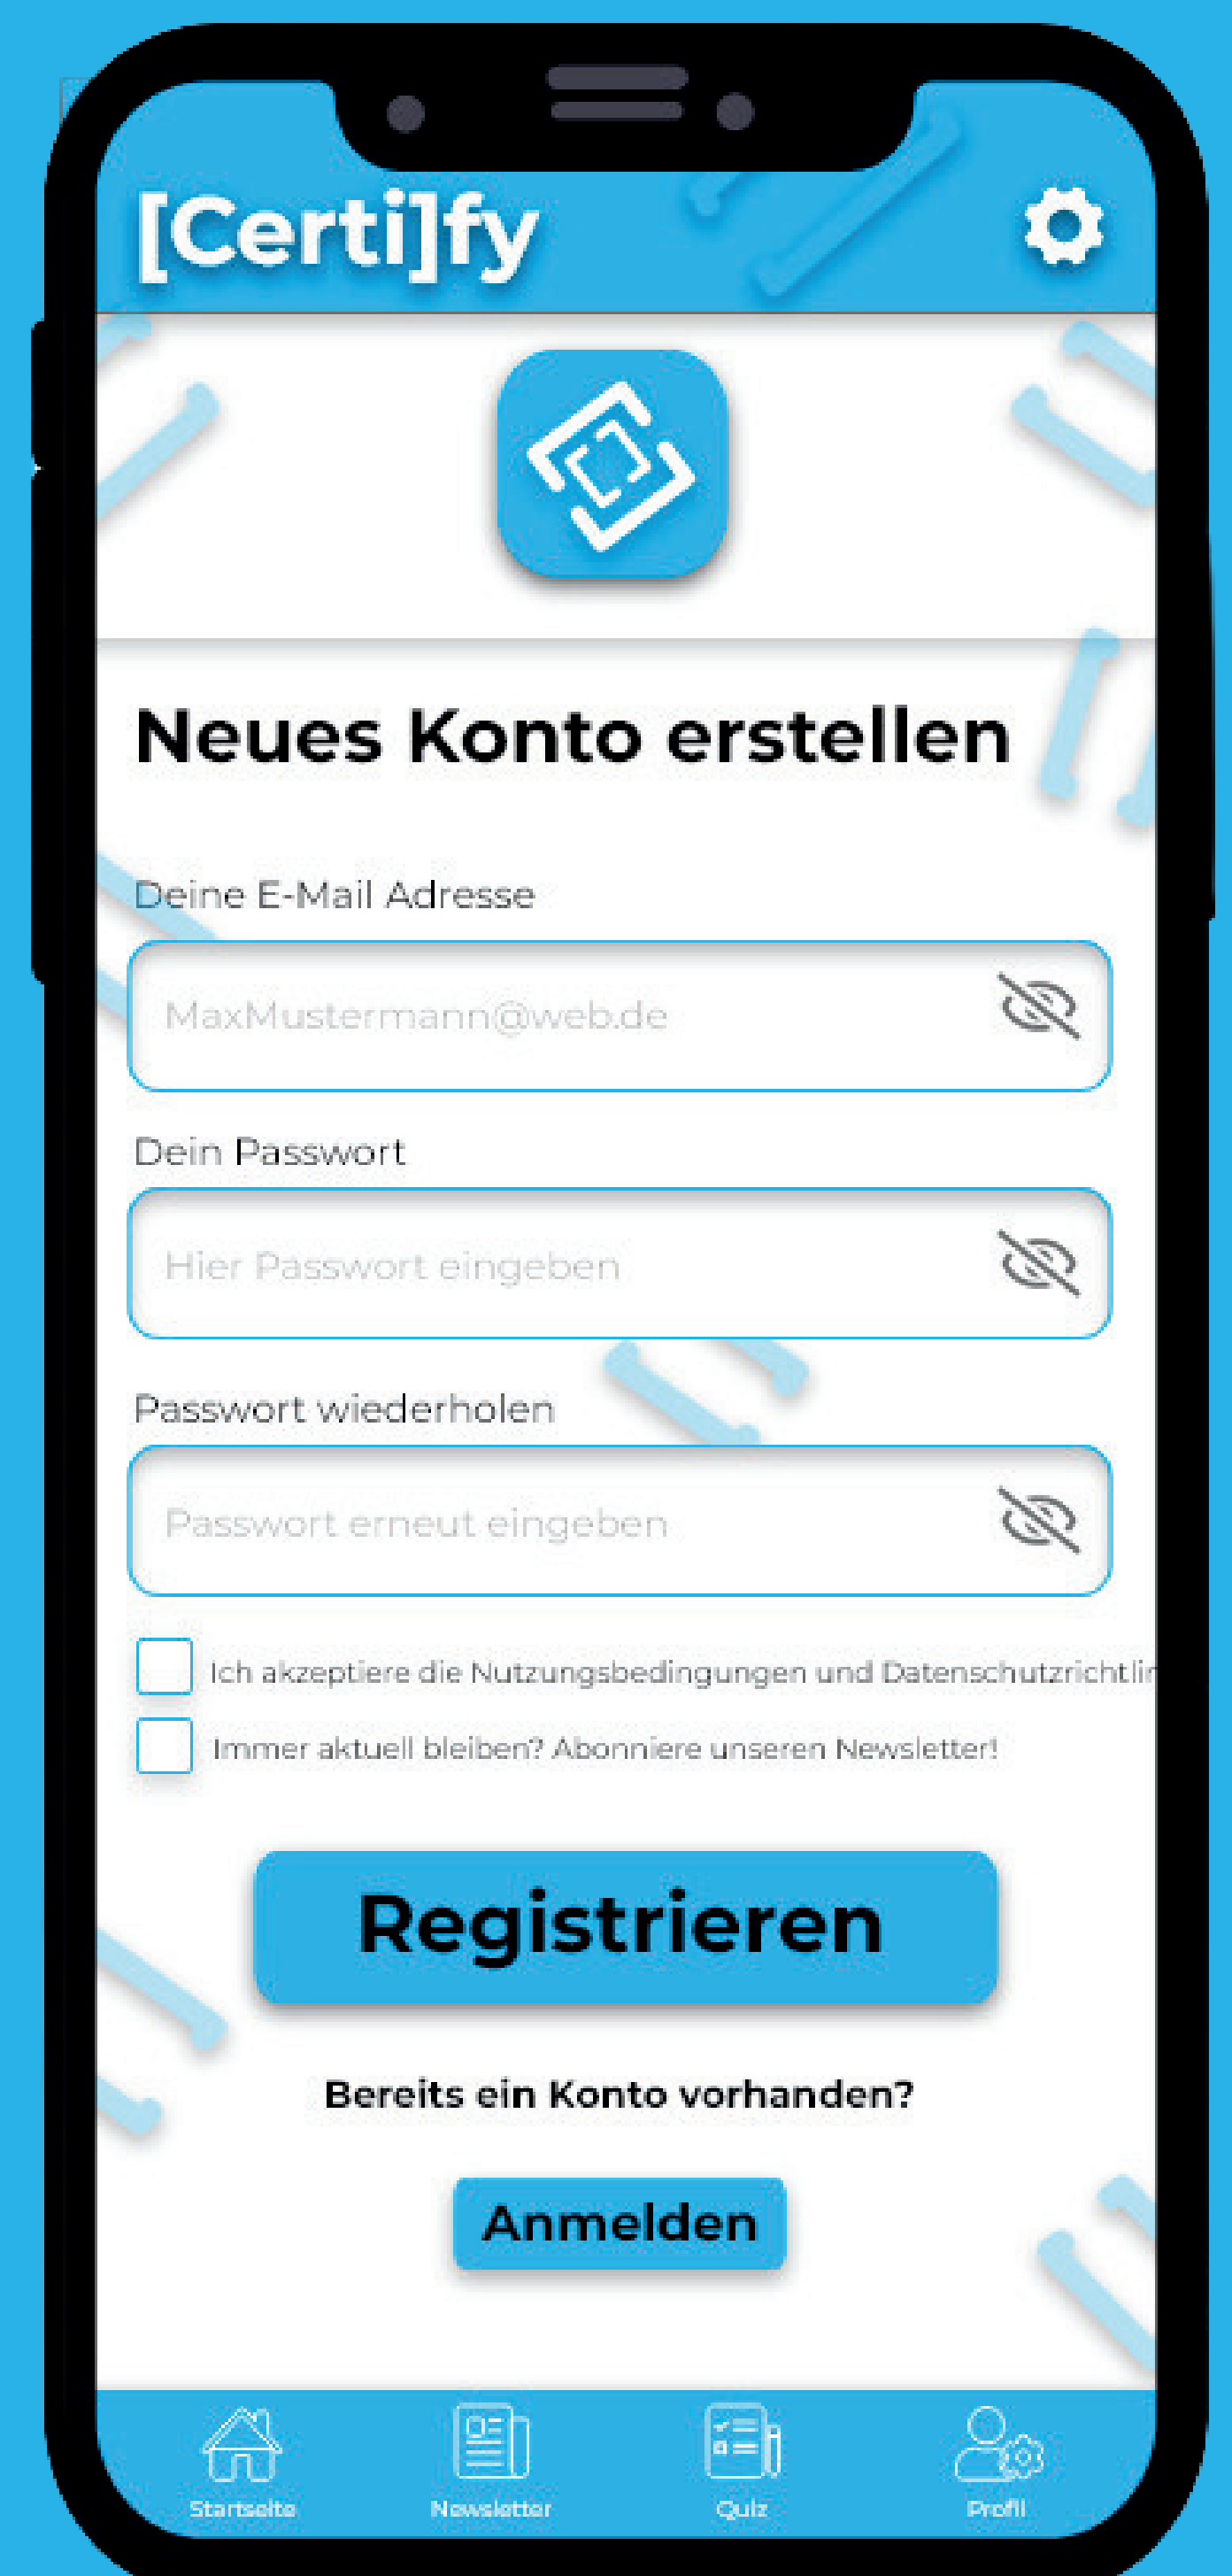 [Certi]fy
Neues Konto erstellen
Deine E-Mail Adresse
MaxMustermann@web.de
Dein Passwort
Hier Passwort eingeben
Passwort wiederholen
Passwort erneut eingeben
Ich akzeptiere die Nutzungsbedingungen und Datenschutzrichtlin
Immer aktuell bleiben? Abonniere unseren Newsletter!
Registrieren
Bereits ein Konto vorhanden?
Anmelden
Startseite Newsletter Quiz Profil